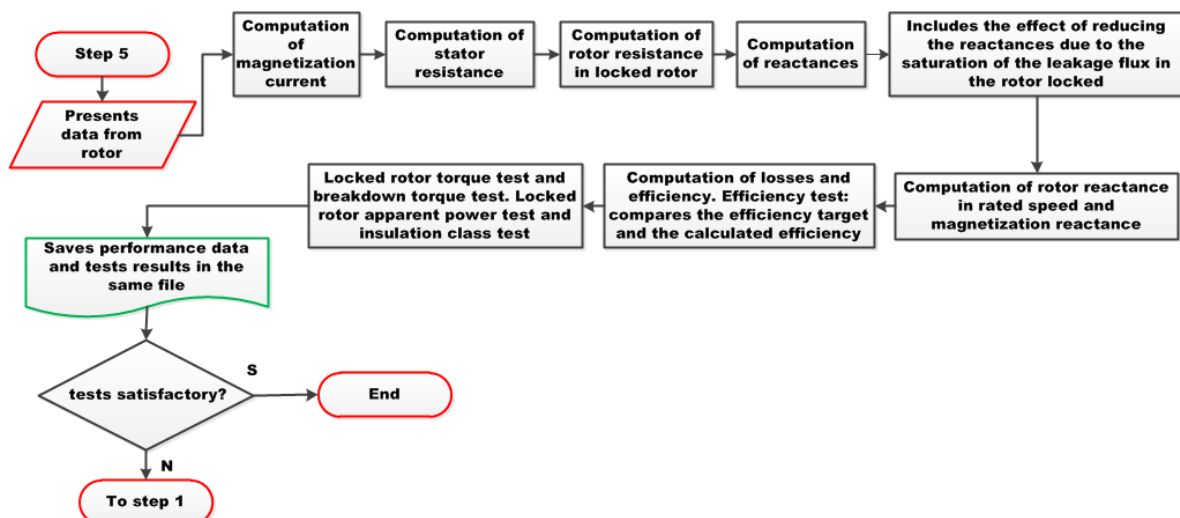 Step 5
Presents
data from
rotor
Computation
of
magnetization
current
Computation of
stator
resistance
Computation of
rotor resistance
in locked rotor
Computation
of reactances
Includes the effect of reducing
the reactances due to the
saturation of the leakage flux in
the rotor locked
Computation of rotor reactance
in rated speed and
magnetization reactance
Computation of losses and
efficiency. Efficiency test:
compares the efficiency target
and the calculated efficiency
Locked rotor torque test and
breakdown torque test. Locked
rotor apparent power test and
insulation class test
Saves performance data
and tests results in the
same file
tests satisfactory?
S
End
N
To step 1